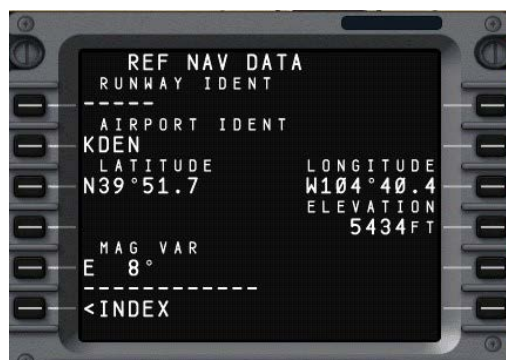 REF NAV DATA
RUNWAY IDENT
-----
AIRPORT IDENT
KDEN
LATITUDE LONGITUDE
N39°51.7 W104°40.4
ELEVATION
5434FT
MAG VAR
E 8°
------------
<INDEX